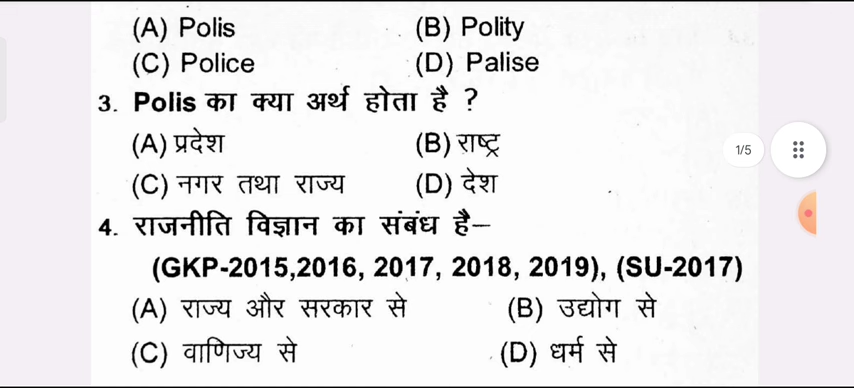 (A) Polis (B) Polity
(C) Police (D) Palise
3. Polis का क्या अर्थ होता है ?
(A) प्रदेश (B) राष्ट्र
(C) नगर तथा राज्य (D) देश
1/5
4. राजनीति विज्ञान का संबंध है–
(GKP-2015,2016, 2017, 2018, 2019), (SU-2017)
(A) राज्य और सरकार से (B) उद्योग से
(C) वाणिज्य से (D) धर्म से